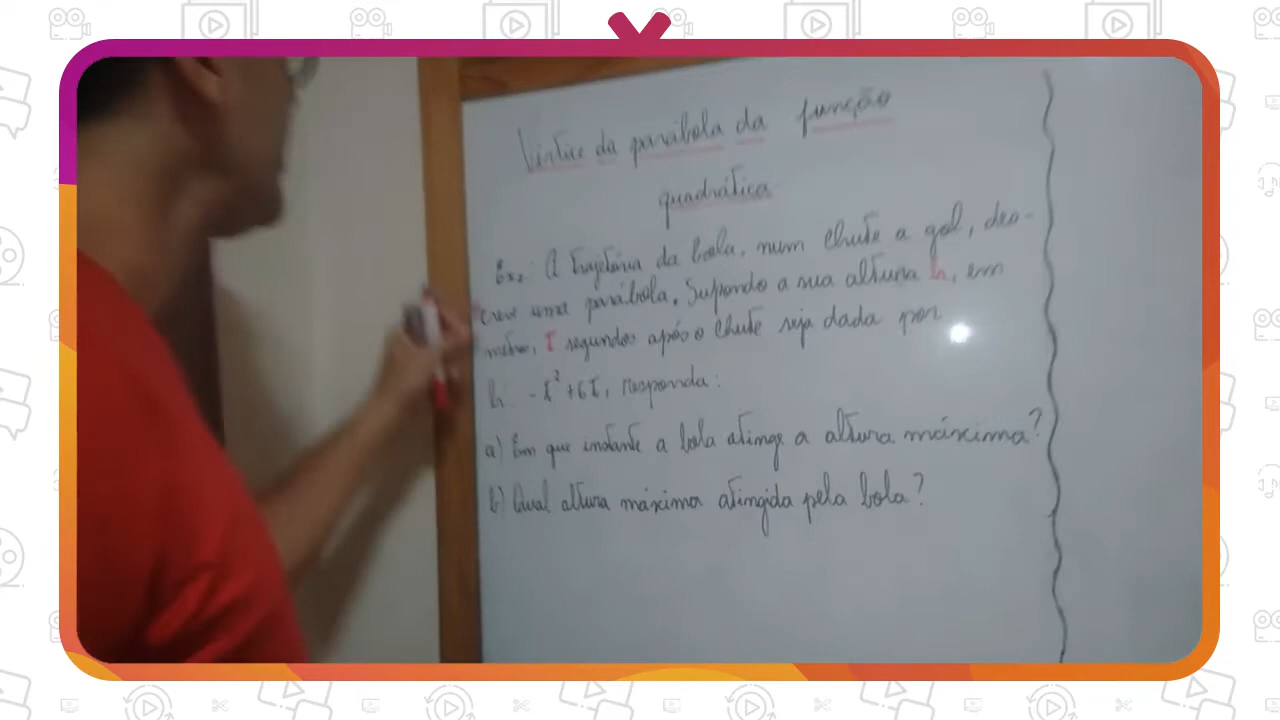 Vértice da parábola da função
quadrática
Ex2: A trajetória da bola, num chute a gol, des-
creve uma parábola. Supondo a sua altura h, em
metro, t segundos após o chute seja dada por
h = -t² + 6t, responda:
a) Em que instante a bola atinge a altura máxima?
b) Qual altura máxima atingida pela bola?